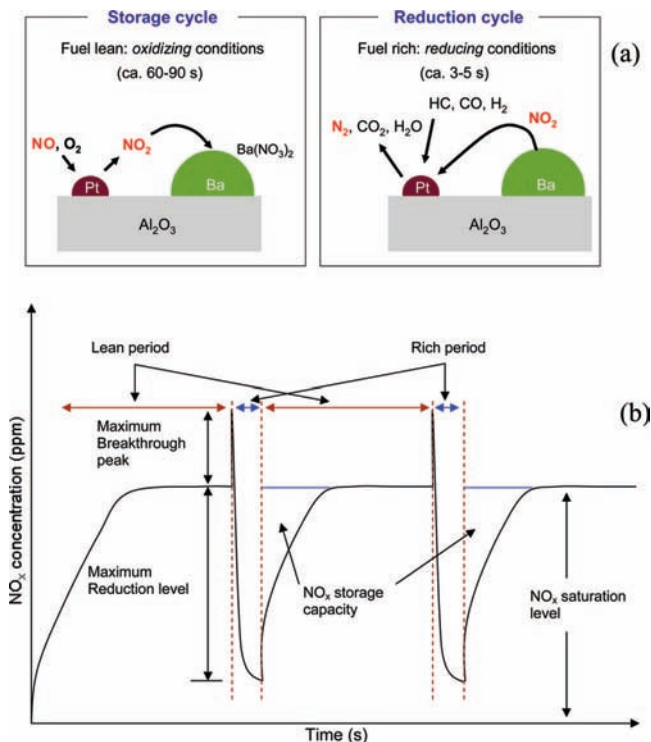 Storage cycle
Fuel lean: oxidizing conditions
(ca. 60-90 s)
NO, O₂
NO₂
Ba(NO₃)₂
Pt
Ba
Al₂O₃
Reduction cycle
Fuel rich: reducing conditions
(ca. 3-5 s)
HC, CO, H₂
N₂, CO₂, H₂O
NO₂
Pt
Ba
Al₂O₃
(a)
Lean period
Rich period
(b)
Maximum
Breakthrough
peak
Maximum
Reduction level
NOₓ storage
capacity
NOₓ saturation
level
NOₓ concentration (ppm)
Time (s)